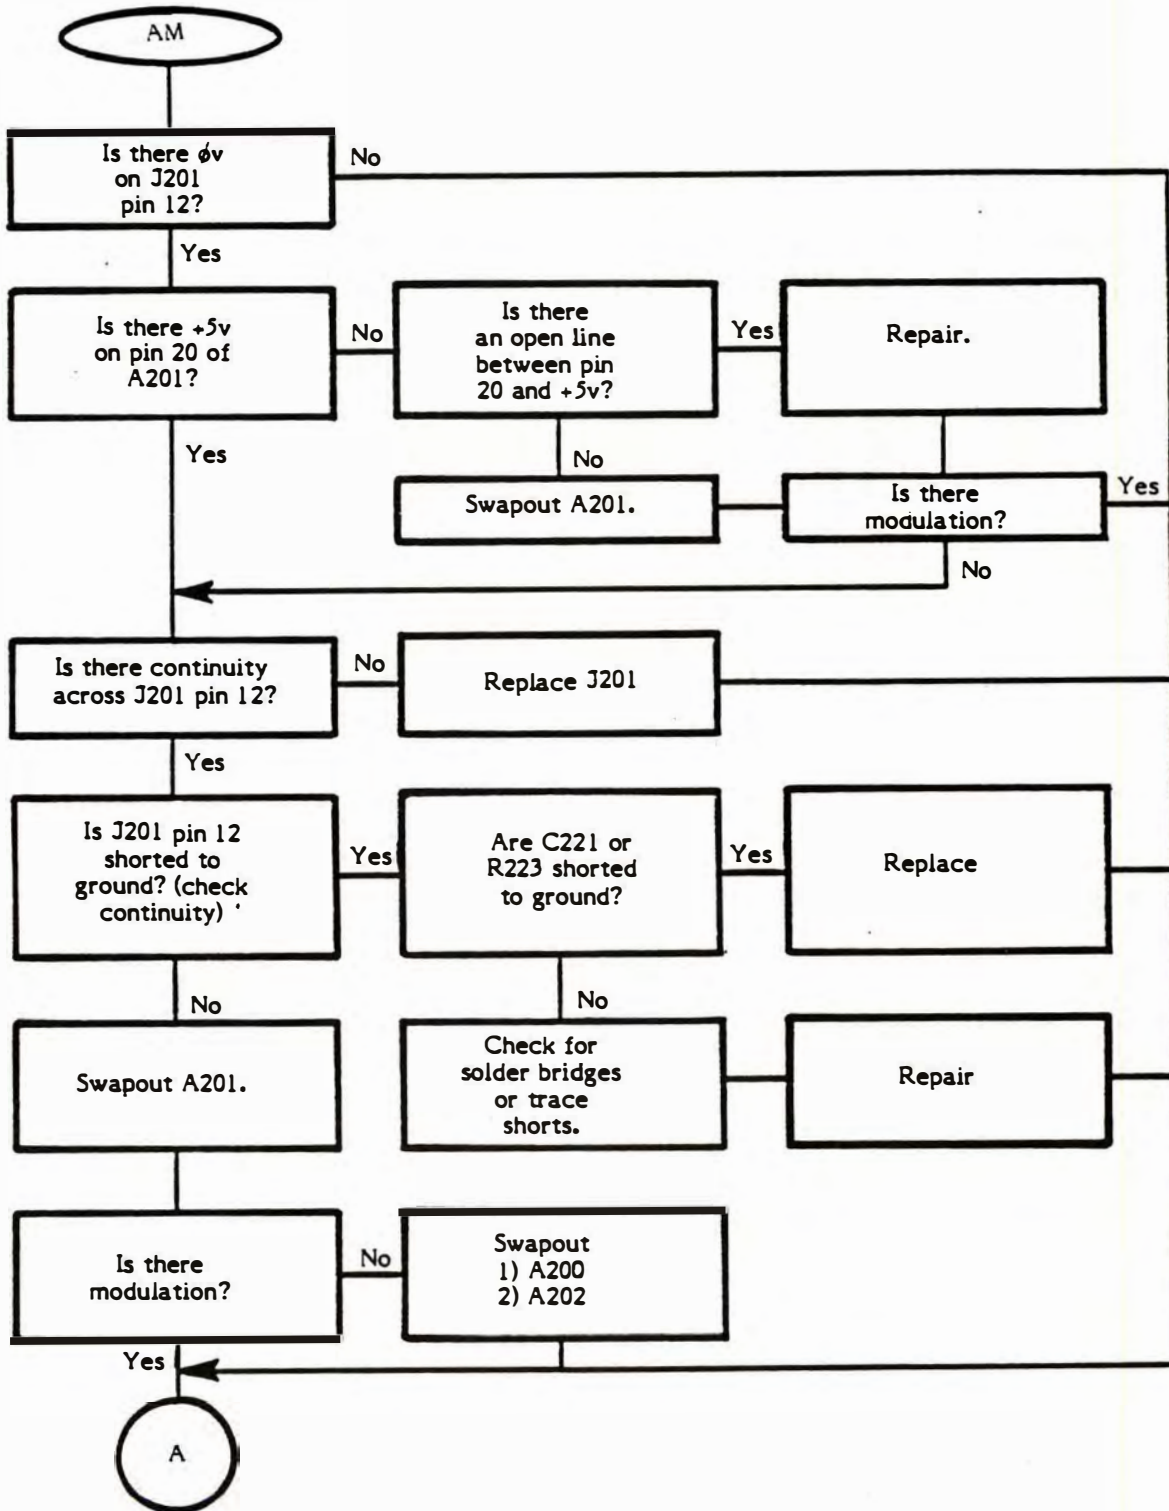 AM
Is there øv
on J201
pin 12?
No
Yes
Is there +5v
on pin 20 of
A201?
No
Is there
an open line
between pin
20 and +5v?
Yes
Repair.
Yes
No
Swapout A201.
Is there
modulation?
Yes
No
Is there continuity
across J201 pin 12?
No
Replace J201
Yes
Is J201 pin 12
shorted to
ground? (check
continuity)
Yes
Are C221 or
R223 shorted
to ground?
Yes
Replace
No
No
Swapout A201.
Check for
solder bridges
or trace
shorts.
Repair
Is there
modulation?
No
Swapout
1) A200
2) A202
Yes
A